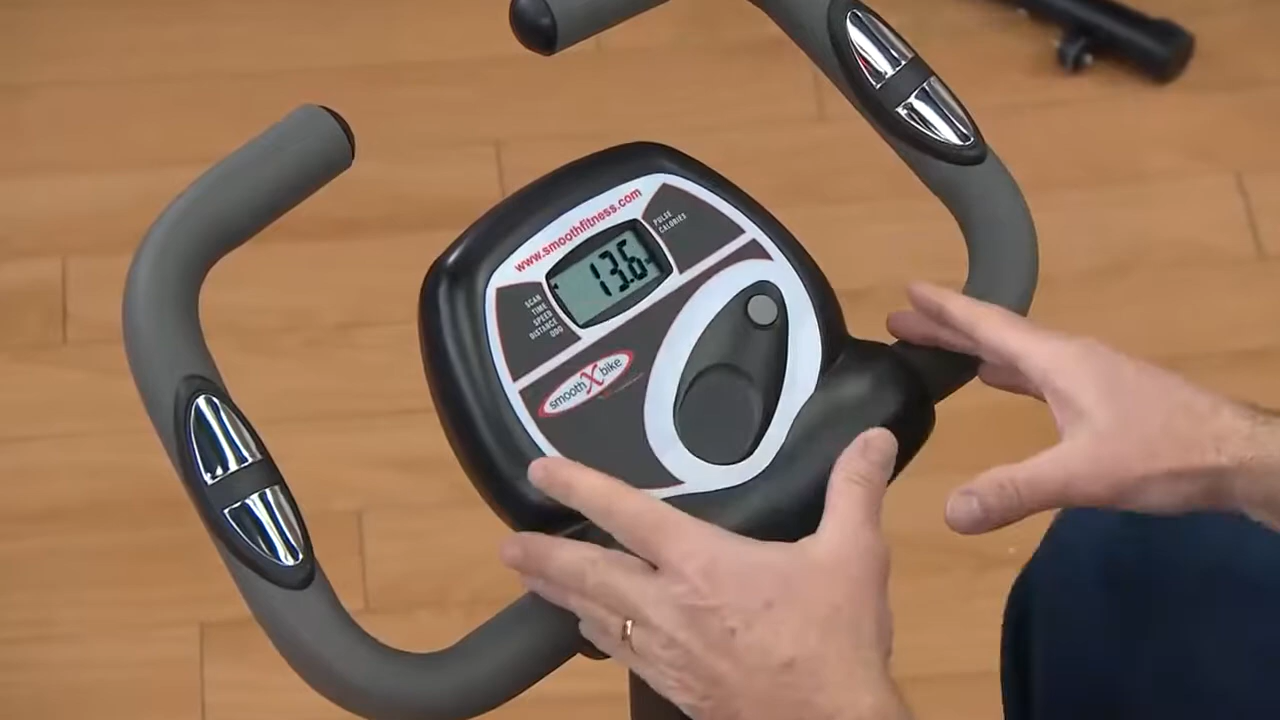 www.smoothfitness.com
PULSE
CALORIES
13.6
SCAN
TIME
SPEED
DISTANCE
ODO
smooth X bike